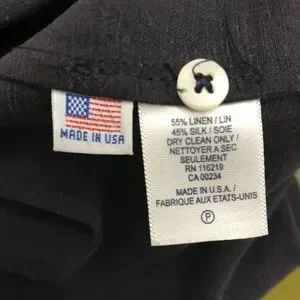 MADE IN USA
55% LINEN / LIN
45% SILK / SOIE
DRY CLEAN ONLY /
NETTOYER A SEC
SEULEMENT
RN 116219
CA 00234
MADE IN U.S.A. /
FABRIQUE AUX ETATS-UNIS
P